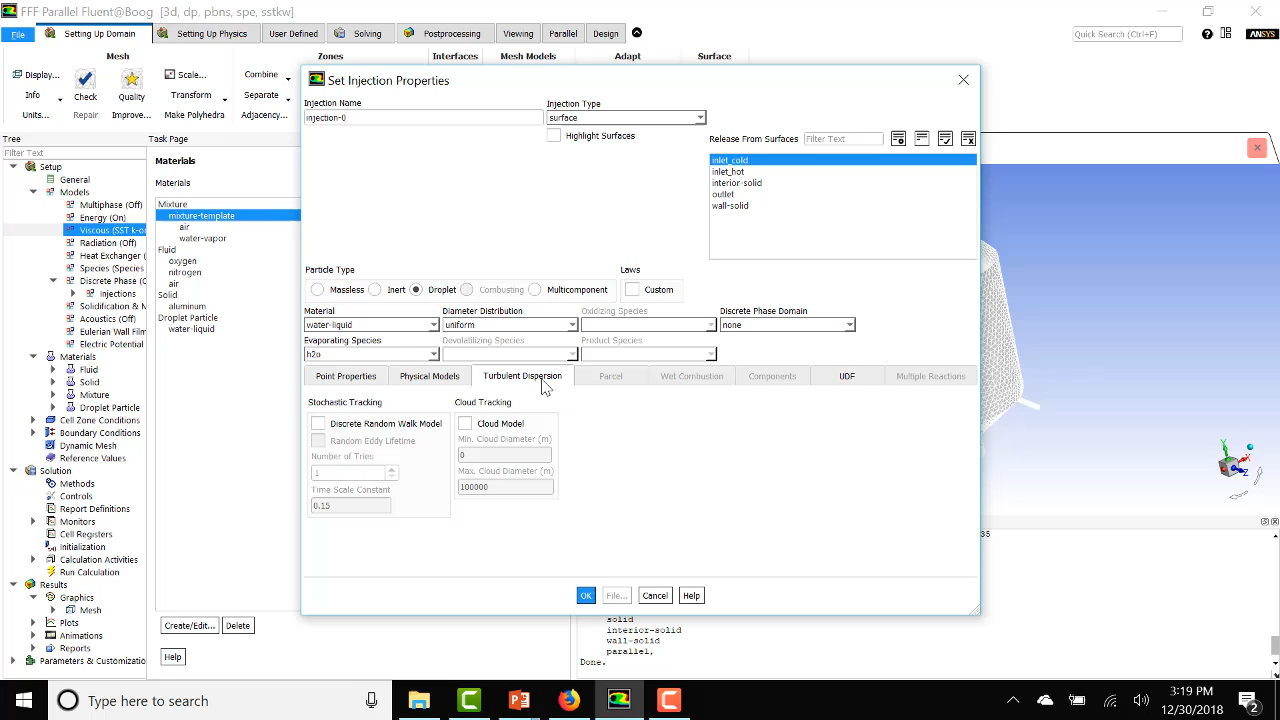 FFF Parallel Fluent@Boog [3d, dp, pbns, spe, sstkw]
File
Setting Up Domain
Setting Up Physics
User Defined
Solving
Postprocessing
Viewing
Parallel
Design
Quick Search (Ctrl+F)
ANSYS
Mesh
Zones
Interfaces
Mesh Models
Adapt
Surface
Display...
Info
Units...
Check
Repair
Quality
Improve...
Scale...
Transform
Make Polyhedra
Combine
Separate
Adjacency...
Tree
Filter Text
Setup
General
Models
Multiphase (Off)
Energy (On)
Viscous (SST k-o
Radiation (Off)
Heat Exchanger (
Species (Species
Discrete Phase (
Injections
Solidification &
Acoustics (Off)
Eulerian Wall Film
Electric Potential
Materials
Fluid
Solid
Mixture
Droplet Particle
Cell Zone Conditions
Boundary Conditions
Dynamic Mesh
Reference Values
Solution
Methods
Controls
Report Definitions
Monitors
Cell Registers
Initialization
Calculation Activities
Run Calculation
Results
Graphics
Mesh
Plots
Animations
Reports
Parameters & Customizatio
Task Page
Materials
Materials
Mixture
mixture-template
air
water-vapor
Fluid
oxygen
nitrogen
air
Solid
aluminum
Droplet Particle
water-liquid
Create/Edit...
Delete
Help
Set Injection Properties
Injection Name
injection-0
Injection Type
surface
Highlight Surfaces
Release From Surfaces
Filter Text
inlet_cold
inlet_hot
interior-solid
outlet
wall-solid
Particle Type
Massless
Inert
Droplet
Combusting
Multicomponent
Laws
Custom
Material
Diameter Distribution
Oxidizing Species
Discrete Phase Domain
water-liquid
uniform
none
Evaporating Species
Devolatilizing Species
Product Species
h2o
Point Properties
Physical Models
Turbulent Dispersion
Parcel
Wet Combustion
Components
UDF
Multiple Reactions
Stochastic Tracking
Discrete Random Walk Model
Random Eddy Lifetime
Number of Tries
1
Time Scale Constant
0.15
Cloud Tracking
Cloud Model
Min. Cloud Diameter (m)
0
Max. Cloud Diameter (m)
100000
OK
File...
Cancel
Help
35
solid
interior-solid
wall-solid
parallel,
Done.
Type here to search
3:19 PM
12/30/2018
2